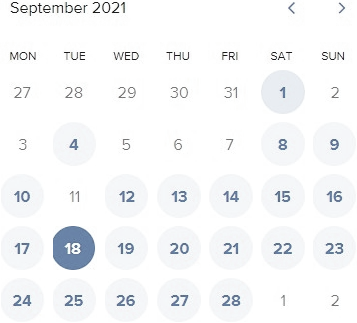 September 2021
MON TUE WED THU FRI SAT SUN
27 28 29 30 31 1 2
3 4 5 6 7 8 9
10 11 12 13 14 15 16
17 18 19 20 21 22 23
24 25 26 27 28 1 2